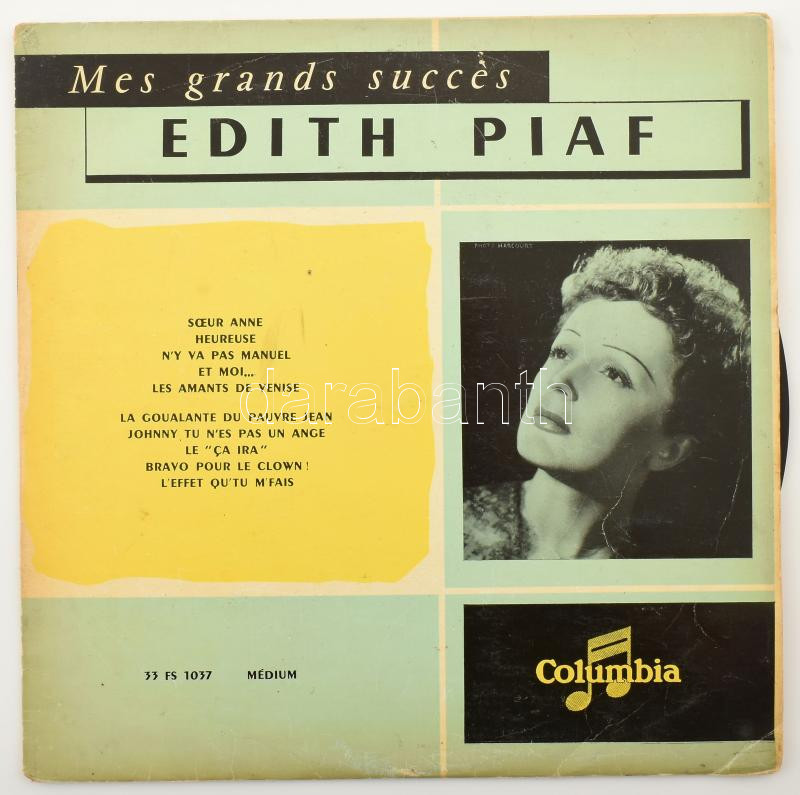 Mes grands succès
EDITH PIAF
PHOTO HARCOURT
SŒUR ANNE
HEUREUSE
N'Y VA PAS MANUEL
ET MOI...
LES AMANTS DE VENISE
LA GOUALANTE DU PAUVRE JEAN
JOHNNY TU N'ES PAS UN ANGE
LE "ÇA IRA"
BRAVO POUR LE CLOWN!
L'EFFET QU'TU M'FAIS
darabanth
33 FS 1037 MÉDIUM
Columbia